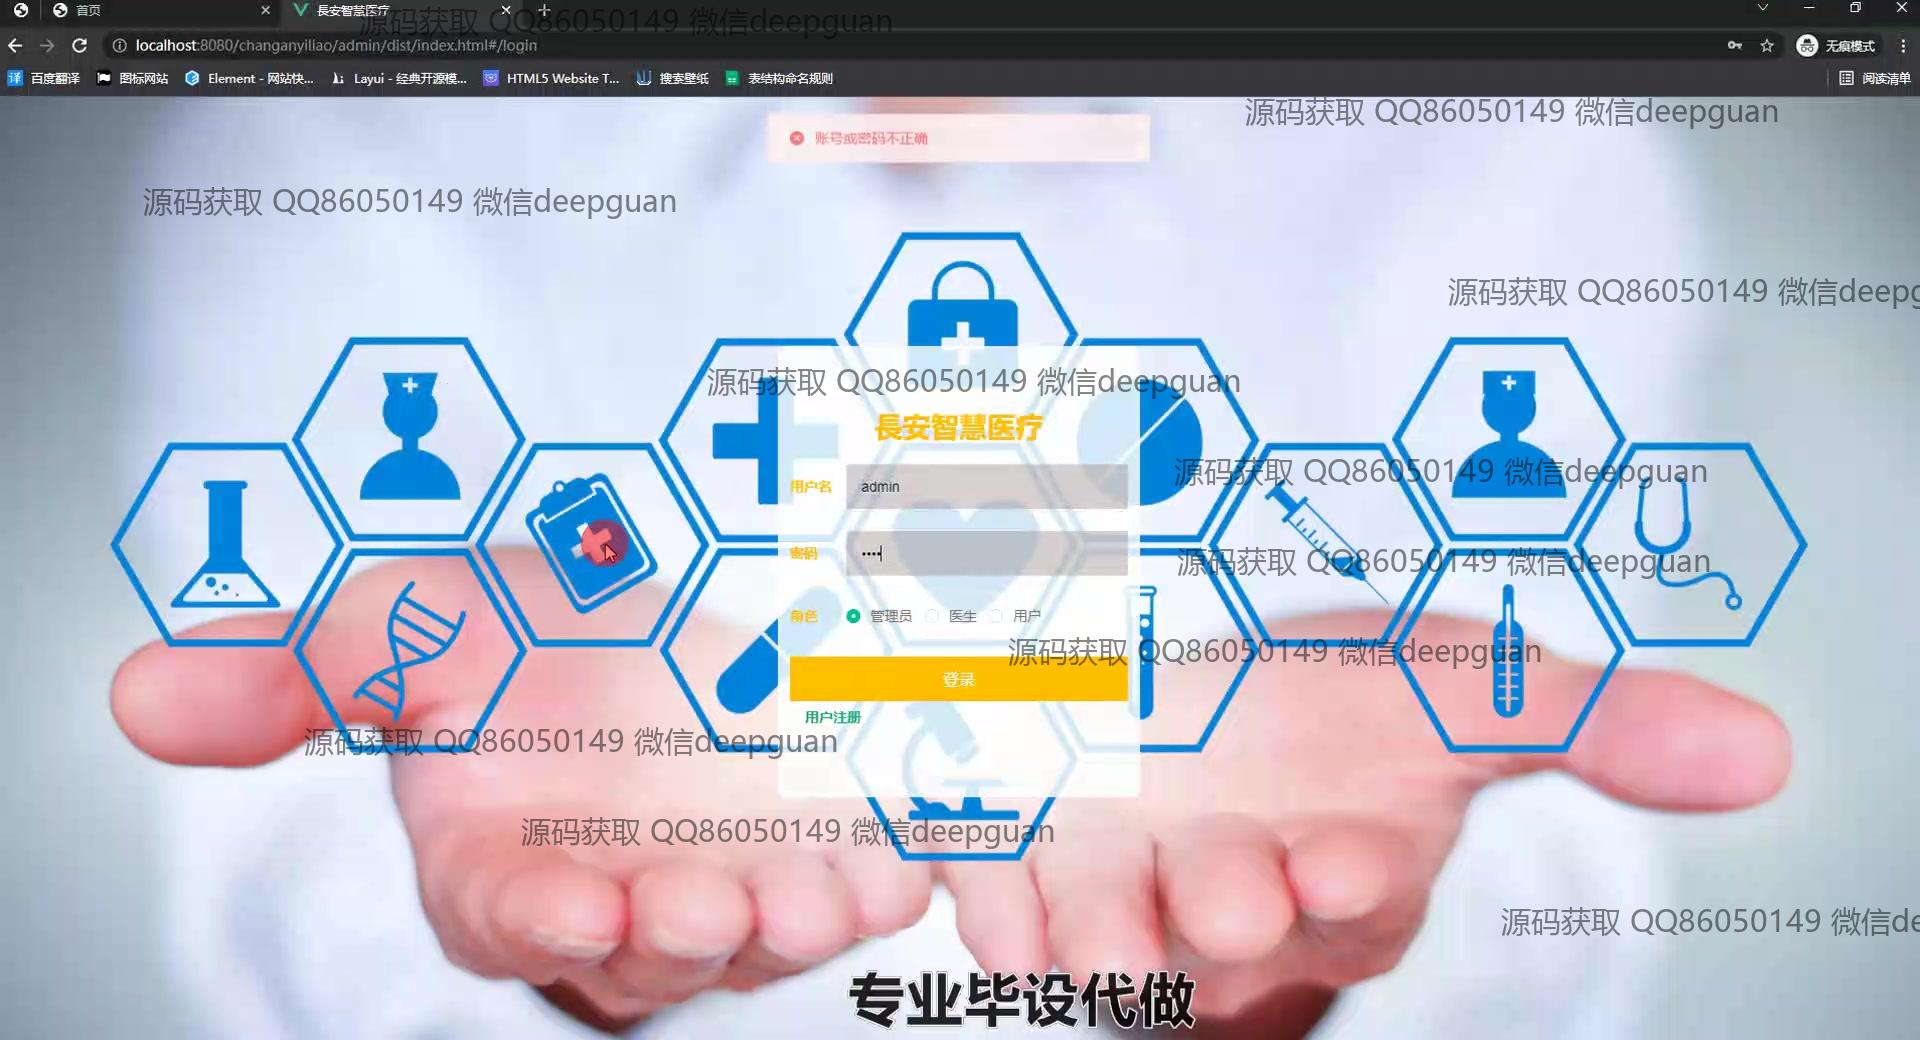 首页
長安智慧医疗
源码获取 QQ86050149 微信deepguan
localhost:8080/changanyiliao/admin/dist/index.html#/login
无痕模式
译 百度翻译
图标网站
Element - 网站快...
Layui - 经典开源模...
HTML5 Website T...
搜索壁纸
表结构命名规则
阅读清单
源码获取 QQ86050149 微信deepguan
账号或密码不正确
源码获取 QQ86050149 微信deepguan
源码获取 QQ86050149 微信deepg
源码获取 QQ86050149 微信deepguan
長安智慧医疗
源码获取 QQ86050149 微信deepguan
用户名 admin
密码 ••••
源码获取 QQ86050149 微信deepguan
角色 管理员 医生 用户
源码获取 QQ86050149 微信deepguan
登录
用户注册
源码获取 QQ86050149 微信deepguan
源码获取 QQ86050149 微信deepguan
源码获取 QQ86050149 微信de
专业毕设代做